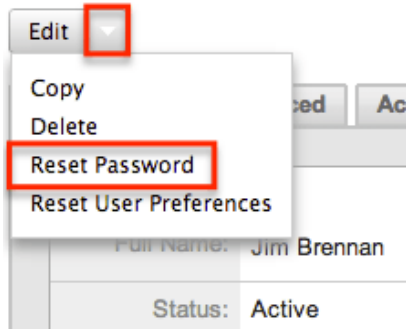 Edit
Copy
Delete
Reset Password
Reset User Preferences
Full Name: Jim Brennan
Status: Active